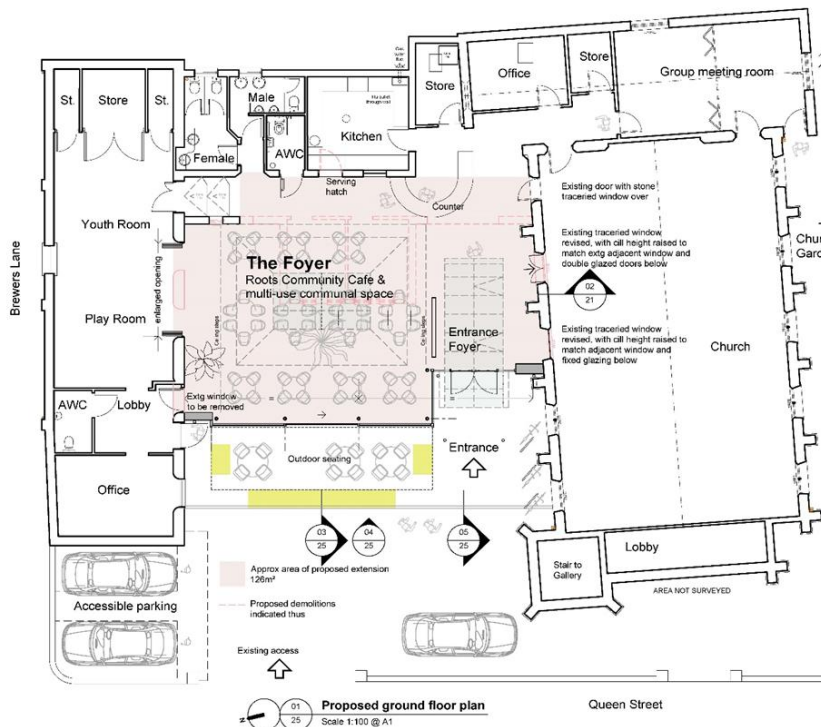 Store
Office
Store
Group meeting room
St.
Store
St.
Male
Kitchen
Female
AWC
Serving
hatch
Counter
Existing door with stone
traceried window over
Youth Room
Existing traceried window
revised, with cill height raised to
match extg adjacent window and
double glazed doors below
The Foyer
Roots Community Cafe &
multi-use communal space
enlarged opening
Brewers Lane
Play Room
02
21
Entrance
Foyer
Existing traceried window
revised, with cill height raised to
match adjacent window and
fixed glazing below
Church
AWC
Lobby
Extg window
to be removed
Entrance
Outdoor seating
Office
03
25
04
25
05
25
Stair to
Gallery
Lobby
AREA NOT SURVEYED
Approx area of proposed extension
126m²
Proposed demolitions
indicated thus
Accessible parking
Existing access
N
01
25
Proposed ground floor plan
Scale 1:100 @ A1
Queen Street